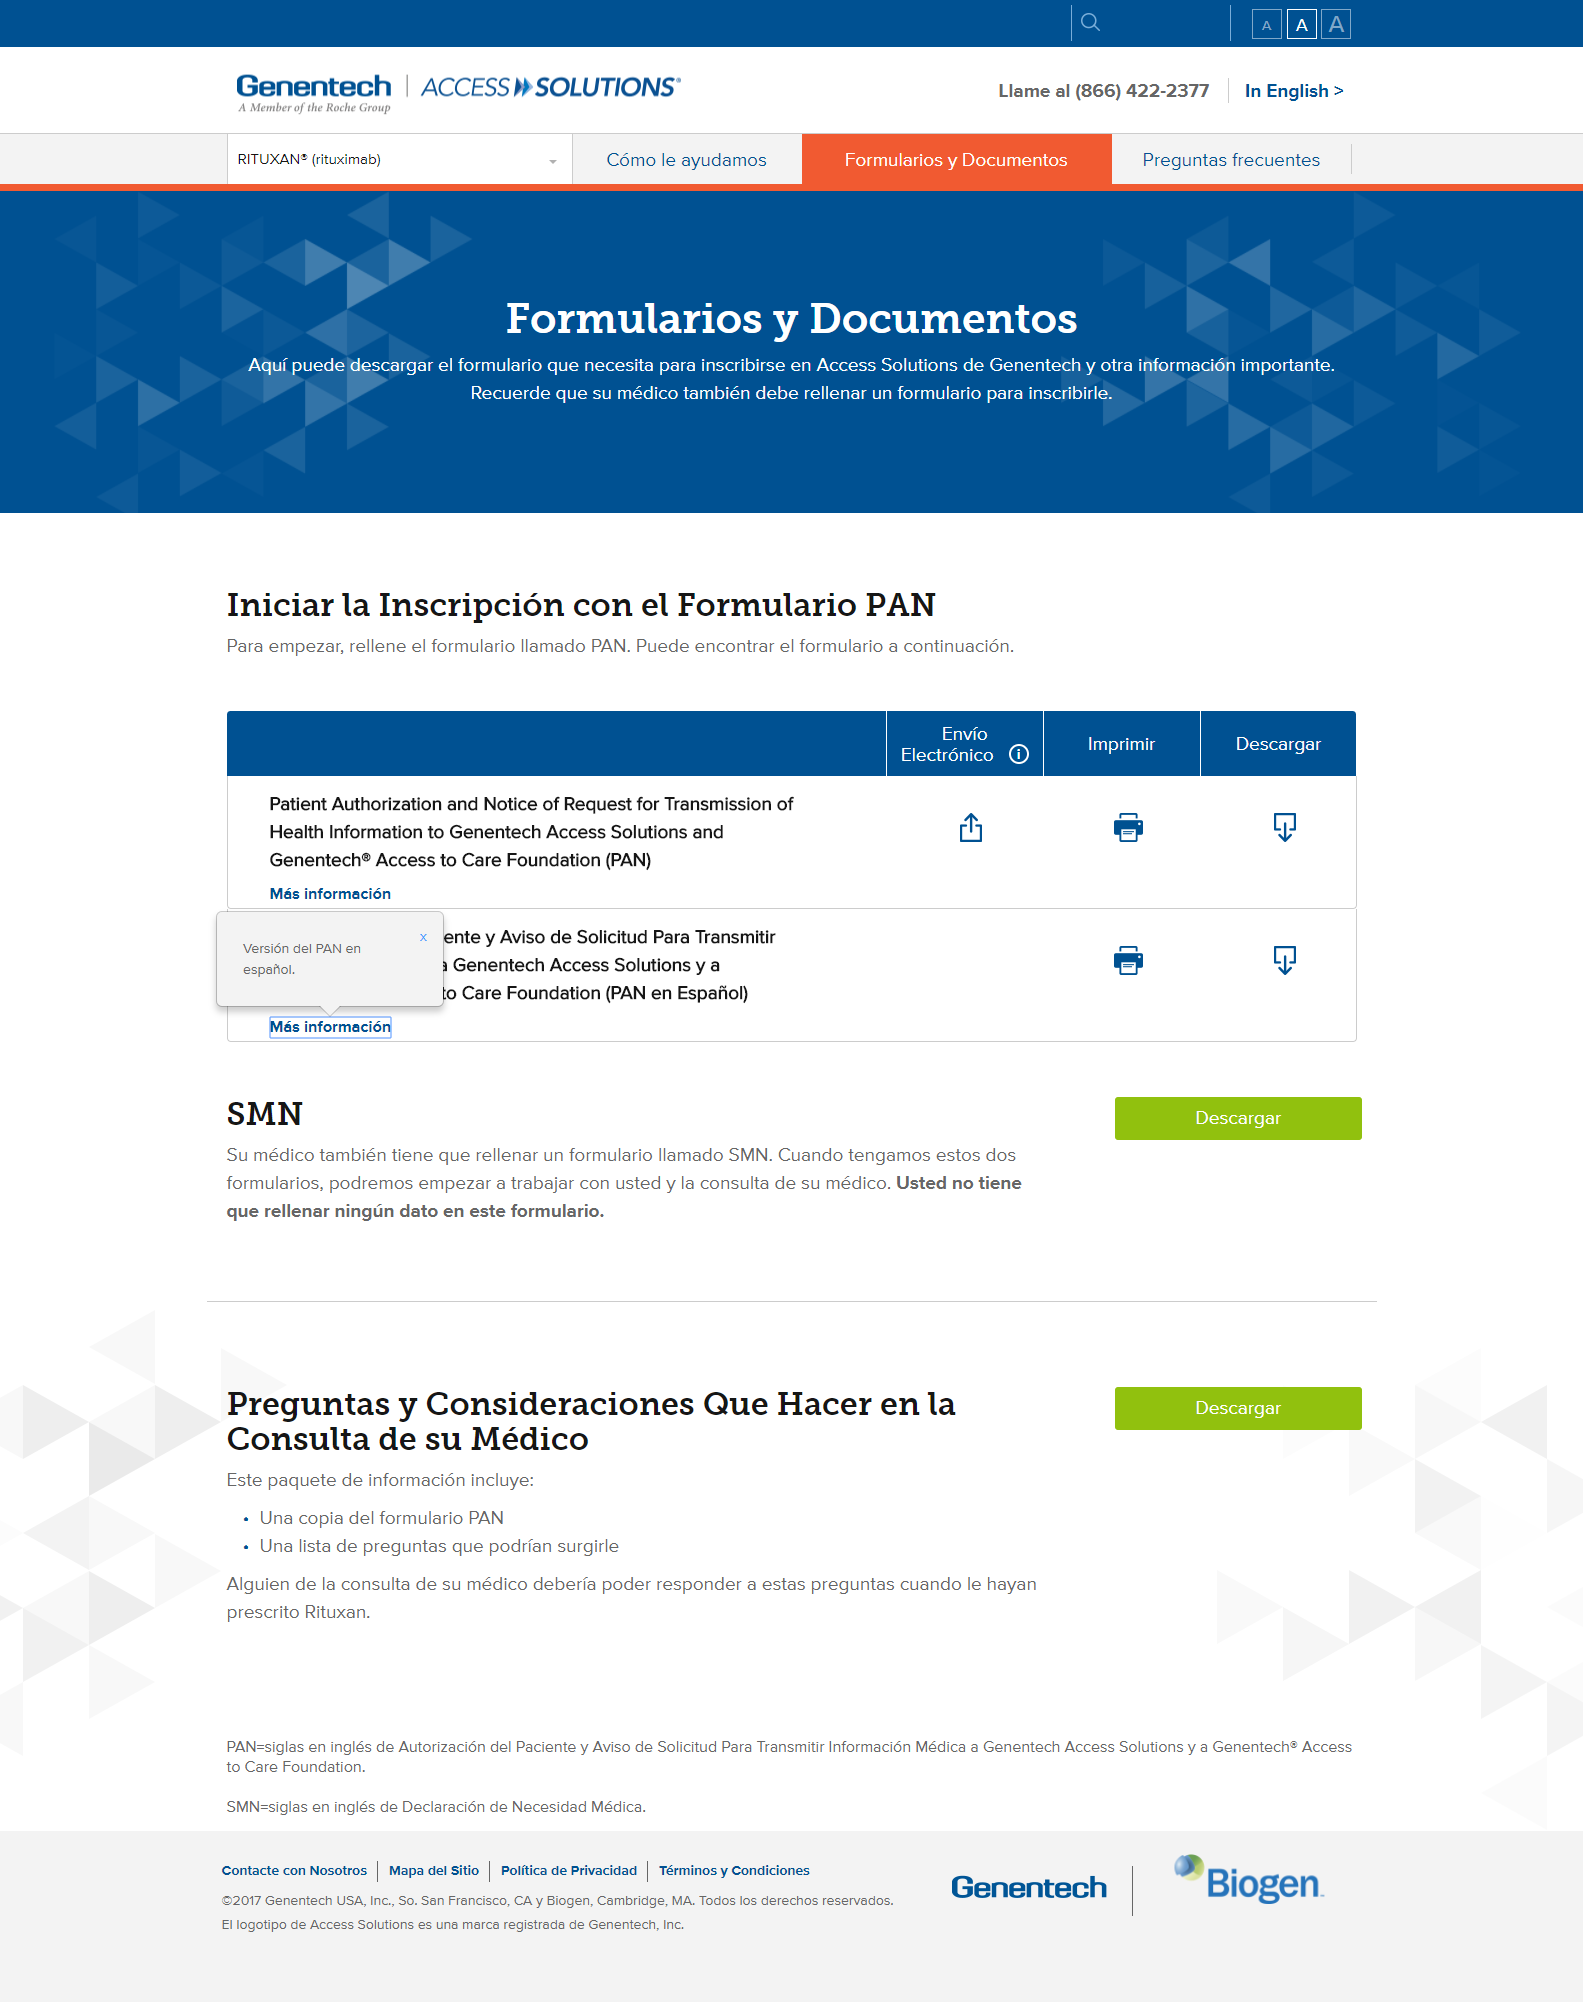 A A A
Genentech ACCESS SOLUTIONS®
A Member of the Roche Group
Llame al (866) 422-2377 In English >
RITUXAN® (rituximab) Cómo le ayudamos Formularios y Documentos Preguntas frecuentes
Formularios y Documentos
Aquí puede descargar el formulario que necesita para inscribirse en Access Solutions de Genentech y otra información importante.
Recuerde que su médico también debe rellenar un formulario para inscribirle.
Iniciar la Inscripción con el Formulario PAN
Para empezar, rellene el formulario llamado PAN. Puede encontrar el formulario a continuación.
Envío
Electrónico Imprimir Descargar
Patient Authorization and Notice of Request for Transmission of
Health Information to Genentech Access Solutions and
Genentech® Access to Care Foundation (PAN)
Más información
x
Versión del PAN en
español.
ente y Aviso de Solicitud Para Transmitir
a Genentech Access Solutions y a
to Care Foundation (PAN en Español)
Más información
SMN
Descargar
Su médico también tiene que rellenar un formulario llamado SMN. Cuando tengamos estos dos
formularios, podremos empezar a trabajar con usted y la consulta de su médico. Usted no tiene
que rellenar ningún dato en este formulario.
Preguntas y Consideraciones Que Hacer en la
Consulta de su Médico
Descargar
Este paquete de información incluye:
• Una copia del formulario PAN
• Una lista de preguntas que podrían surgirle
Alguien de la consulta de su médico debería poder responder a estas preguntas cuando le hayan
prescrito Rituxan.
PAN=siglas en inglés de Autorización del Paciente y Aviso de Solicitud Para Transmitir Información Médica a Genentech Access Solutions y a Genentech® Access
to Care Foundation.
SMN=siglas en inglés de Declaración de Necesidad Médica.
Contacte con Nosotros Mapa del Sitio Política de Privacidad Términos y Condiciones
©2017 Genentech USA, Inc., So. San Francisco, CA y Biogen, Cambridge, MA. Todos los derechos reservados.
El logotipo de Access Solutions es una marca registrada de Genentech, Inc.
Genentech Biogen